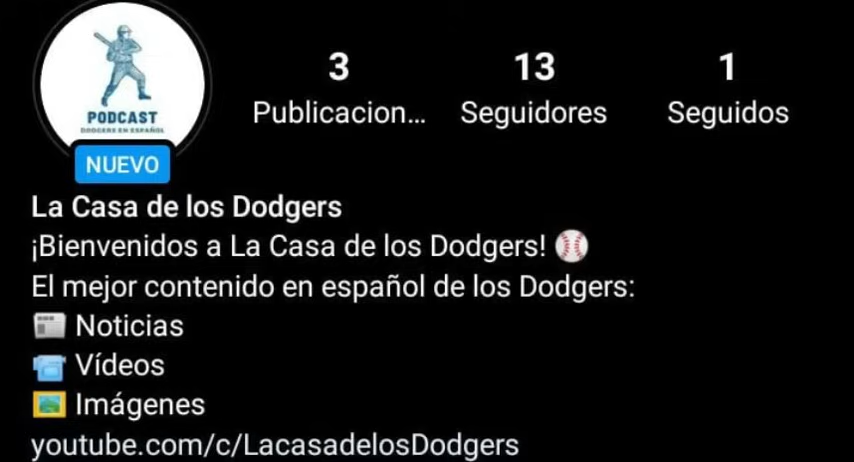 PODCAST
DODGERS EN ESPAÑOL
NUEVO
3 13 1
Publicacion... Seguidores Seguidos
La Casa de los Dodgers
¡Bienvenidos a La Casa de los Dodgers! ⚾
El mejor contenido en español de los Dodgers:
📰 Noticias
📹 Vídeos
🖼️ Imágenes
youtube.com/c/LacasadelosDodgers